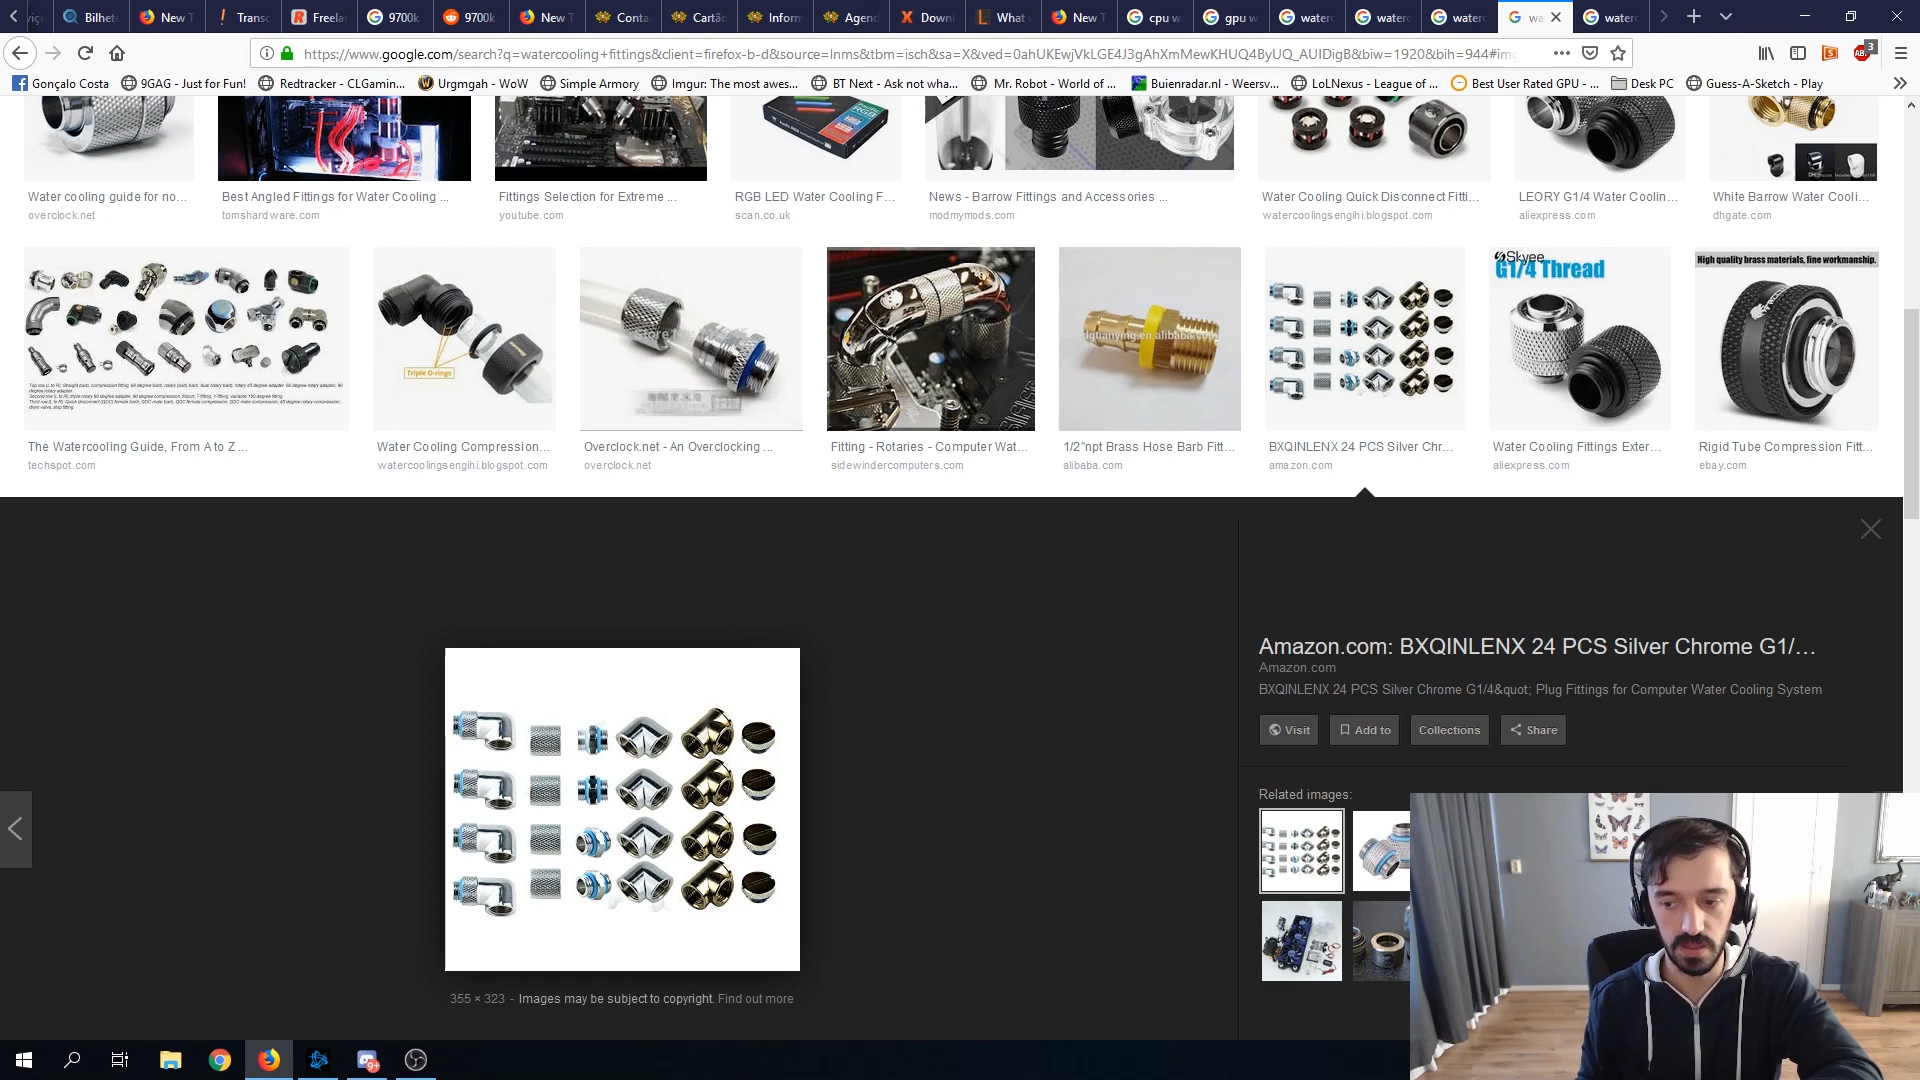 Bilhet
New T
Transc
Freelan
9700k
9700k
New T
Conta
Cartão
Inform
Agend
Downl
What
New T
cpu w
gpu w
waterc
waterc
waterc
wa
waterc
https://www.google.com/search?q=watercooling+fittings&client=firefox-b-d&source=lnms&tbm=isch&sa=X&ved=0ahUKEwjVkLGE4J3gAhXmMewKHUQ4ByUQ_AUIDigB&biw=1920&bih=944#img
3
Gonçalo Costa
9GAG - Just for Fun!
Redtracker - CLGamin...
Urgmgah - WoW
Simple Armory
Imgur: The most awes...
BT Next - Ask not wha...
Mr. Robot - World of ...
Buienradar.nl - Weersv...
LoLNexus - League of ...
Best User Rated GPU - ...
Desk PC
Guess-A-Sketch - Play
Water cooling guide for no...
overclock.net
Best Angled Fittings for Water Cooling ...
tomshardware.com
Fittings Selection for Extreme ...
youtube.com
RGB LED Water Cooling F...
scan.co.uk
News - Barrow Fittings and Accessories ...
modmymods.com
Water Cooling Quick Disconnect Fitti...
watercoolingsengihi.blogspot.com
LEORY G1/4 Water Coolin...
aliexpress.com
White Barrow Water Cooli...
dhgate.com
Triple O-rings
Skyee
G1/4 Thread
High quality brass materials, fine workmanship.
The Watercooling Guide, From A to Z ...
techspot.com
Water Cooling Compression...
watercoolingsengihi.blogspot.com
Overclock.net - An Overclocking ...
overclock.net
Fitting - Rotaries - Computer Wat...
sidewindercomputers.com
1/2"npt Brass Hose Barb Fitt...
alibaba.com
BXQINLENX 24 PCS Silver Chr...
amazon.com
Water Cooling Fittings Exter...
aliexpress.com
Rigid Tube Compression Fitt...
ebay.com
Amazon.com: BXQINLENX 24 PCS Silver Chrome G1/...
Amazon.com
BXQINLENX 24 PCS Silver Chrome G1/4&quot; Plug Fittings for Computer Water Cooling System
Visit
Add to
Collections
Share
Related images:
355 × 323 - Images may be subject to copyright. Find out more
9+